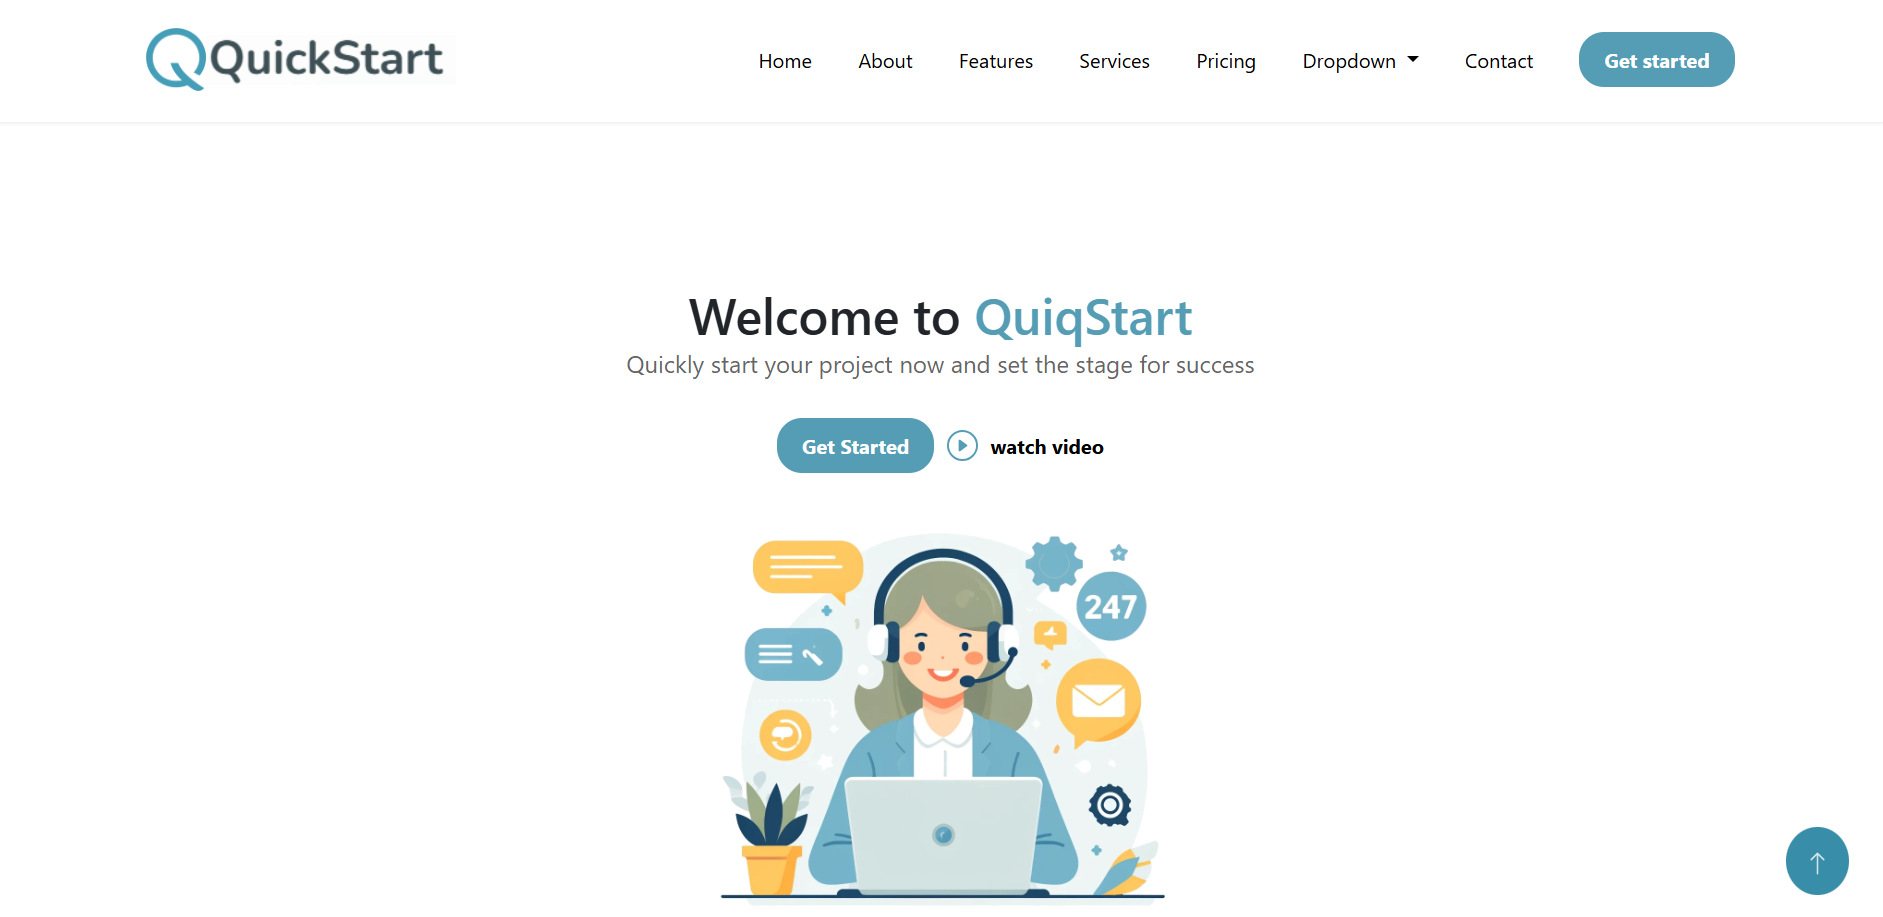 QuickStart
Home About Features Services Pricing Dropdown Contact Get started
Welcome to QuiqStart
Quickly start your project now and set the stage for success
Get Started watch video
247